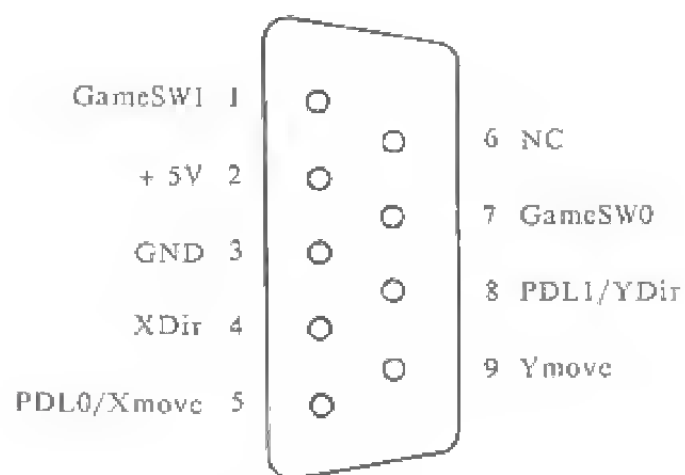 GameSW1 1
6 NC
+ 5V 2
7 GameSW0
GND 3
8 PDL1/YDir
XDir 4
9 Ymove
PDL0/Xmove 5